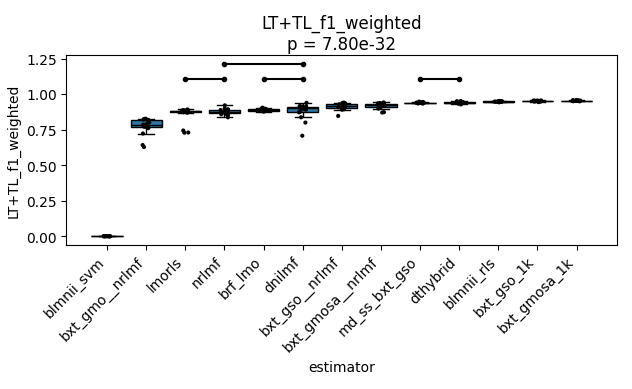 LT+TL_f1_weighted
p = 7.80e-32
LT+TL_f1_weighted
1.25
1.00
0.75
0.50
0.25
0.00
blmnii_svm
bxt_gmo__nrlmf
lmorls
nrlmf
brf_lmo
dnilmf
bxt_gso__nrlmf
bxt_gmosa__nrlmf
md_ss_bxt_gso
dthybrid
blmnii_rls
bxt_gso_1k
bxt_gmosa_1k
estimator